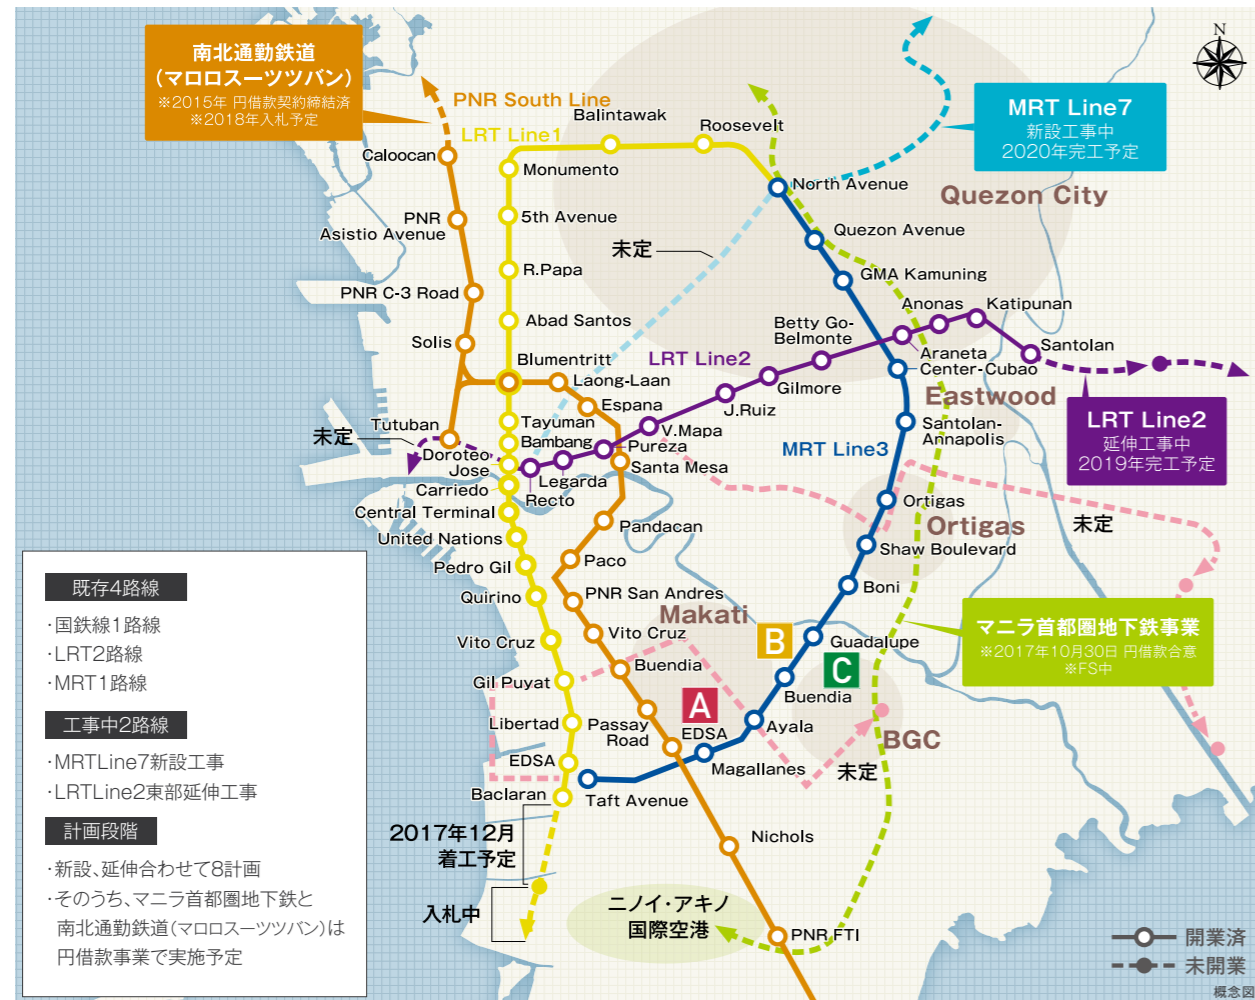 南北通勤鉄道
(マロロスーツツバン)
※2015年 円借款契約締結済
※2018年入札予定
PNR South Line
LRT Line1
Balintawak
Roosevelt
N
MRT Line7
新設工事中
2020年完工予定
Caloocan
Monumento
North Avenue
Quezon City
PNR
Asistio Avenue
5th Avenue
Quezon Avenue
未定
R.Papa
GMA Kamuning
PNR C-3 Road
Anonas
Katipunan
Abad Santos
Betty Go-
Belmonte
Solis
Araneta
Center-Cubao
Santolan
Blumentritt
LRT Line2
Laong-Laan
Gilmore
Eastwood
LRT Line2
延伸工事中
2019年完工予定
Espana
J.Ruiz
Tutuban
Tayuman
V.Mapa
Santolan-
Annapolis
未定
Bambang
Pureza
MRT Line3
Doroteo
Jose
Santa Mesa
Legarda
Carriedo
Recto
Ortigas
Central Terminal
Pandacan
Ortigas
未定
United Nations
Shaw Boulevard
Pedro Gil
Paco
Boni
Quirino
PNR San Andres
Makati
Vito Cruz
Vito Cruz
B
Guadalupe
マニラ首都圏地下鉄事業
※2017年10月30日 円借款合意
※FS中
Buendia
C
Gil Puyat
Buendia
A
Libertad
Passay
Road
EDSA
Ayala
BGC
EDSA
Magallanes
未定
Baclaran
Taft Avenue
2017年12月
着工予定
Nichols
入札中
ニノイ・アキノ
国際空港
PNR FTI
既存4路線
・国鉄線1路線
・LRT2路線
・MRT1路線
工事中2路線
・MRTLine7新設工事
・LRTLine2東部延伸工事
計画段階
・新設、延伸合わせて8計画
・そのうち、マニラ首都圏地下鉄と
南北通勤鉄道(マロロスーツツバン)は
円借款事業で実施予定
開業済
未開業
概念図